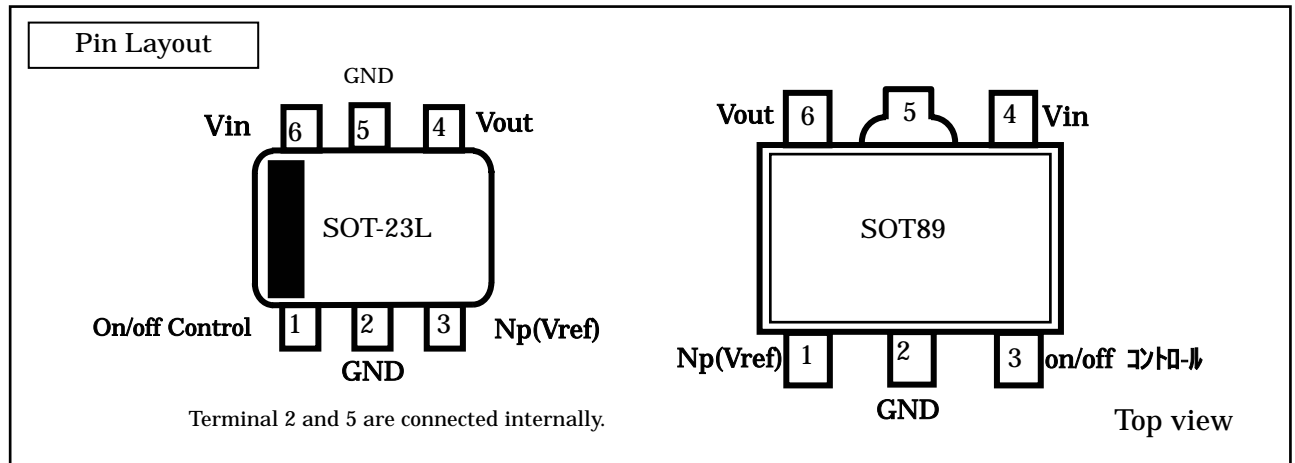 Pin Layout
GND
Vin 6 5 4 Vout
SOT-23L
On/off Control 1 2 3 Np(Vref)
GND
Terminal 2 and 5 are connected internally.
Vout 6 5 4 Vin
SOT89
Np(Vref) 1 2 3 on/off コントロ-ル
GND
Top view